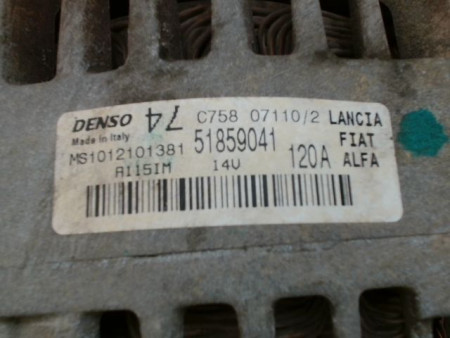 DENSO 74 C758 07110/2 LANCIA
Made in Italy 51859041 FIAT
MS1012101381 120A ALFA
A115IM 14V